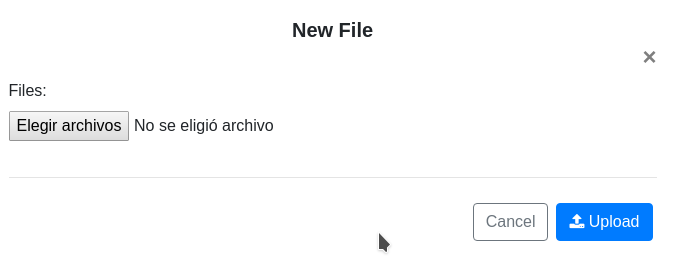 New File
×
Files:
Elegir archivos No se eligió archivo
Cancel Upload